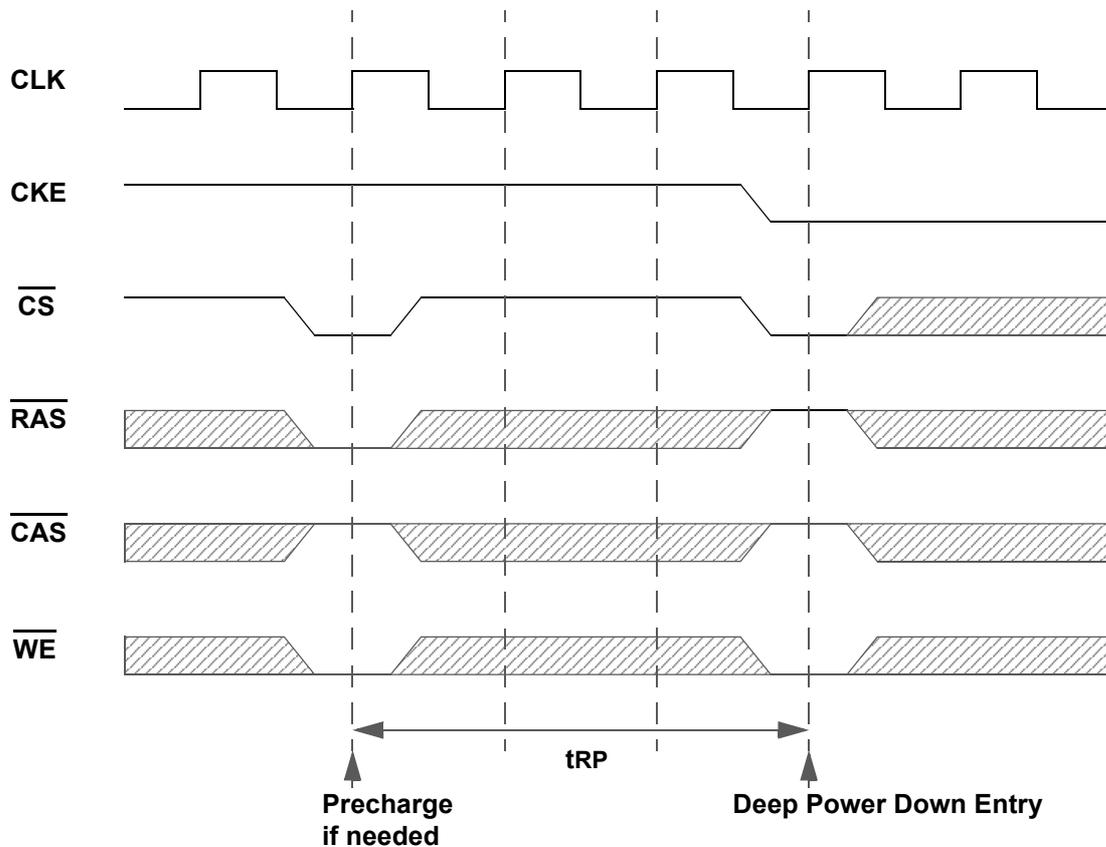 CLK
CKE
CS
RAS
CAS
WE
tRP
Precharge
if needed
Deep Power Down Entry